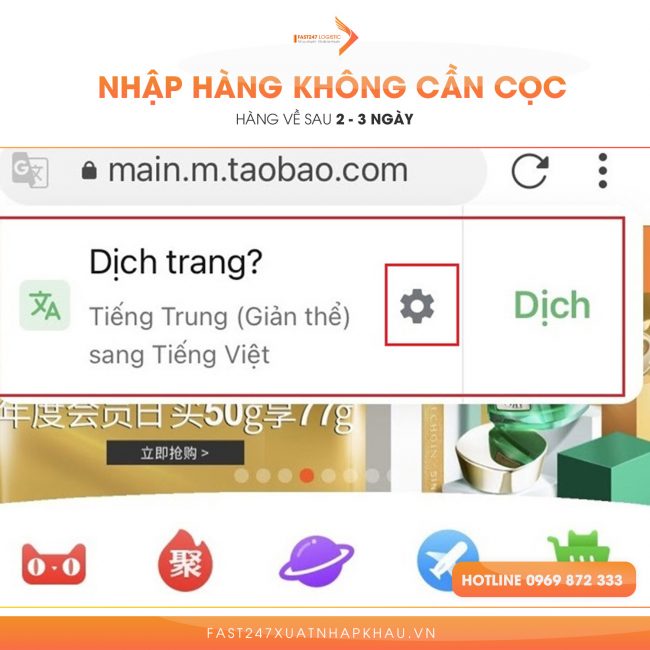 FAST247 LOGISTIC
NHẬP HÀNG KHÔNG CẦN CỌC
HÀNG VỀ SAU 2 - 3 NGÀY
G
main.m.taobao.com
Dịch trang?
文A
Tiếng Trung (Giản thể)
sang Tiếng Việt
Dịch
年度会员日买50g享77g
立即抢购 >
聚
HOTLINE 0969 872 333
FAST247XUATNHAPKHAU.VN